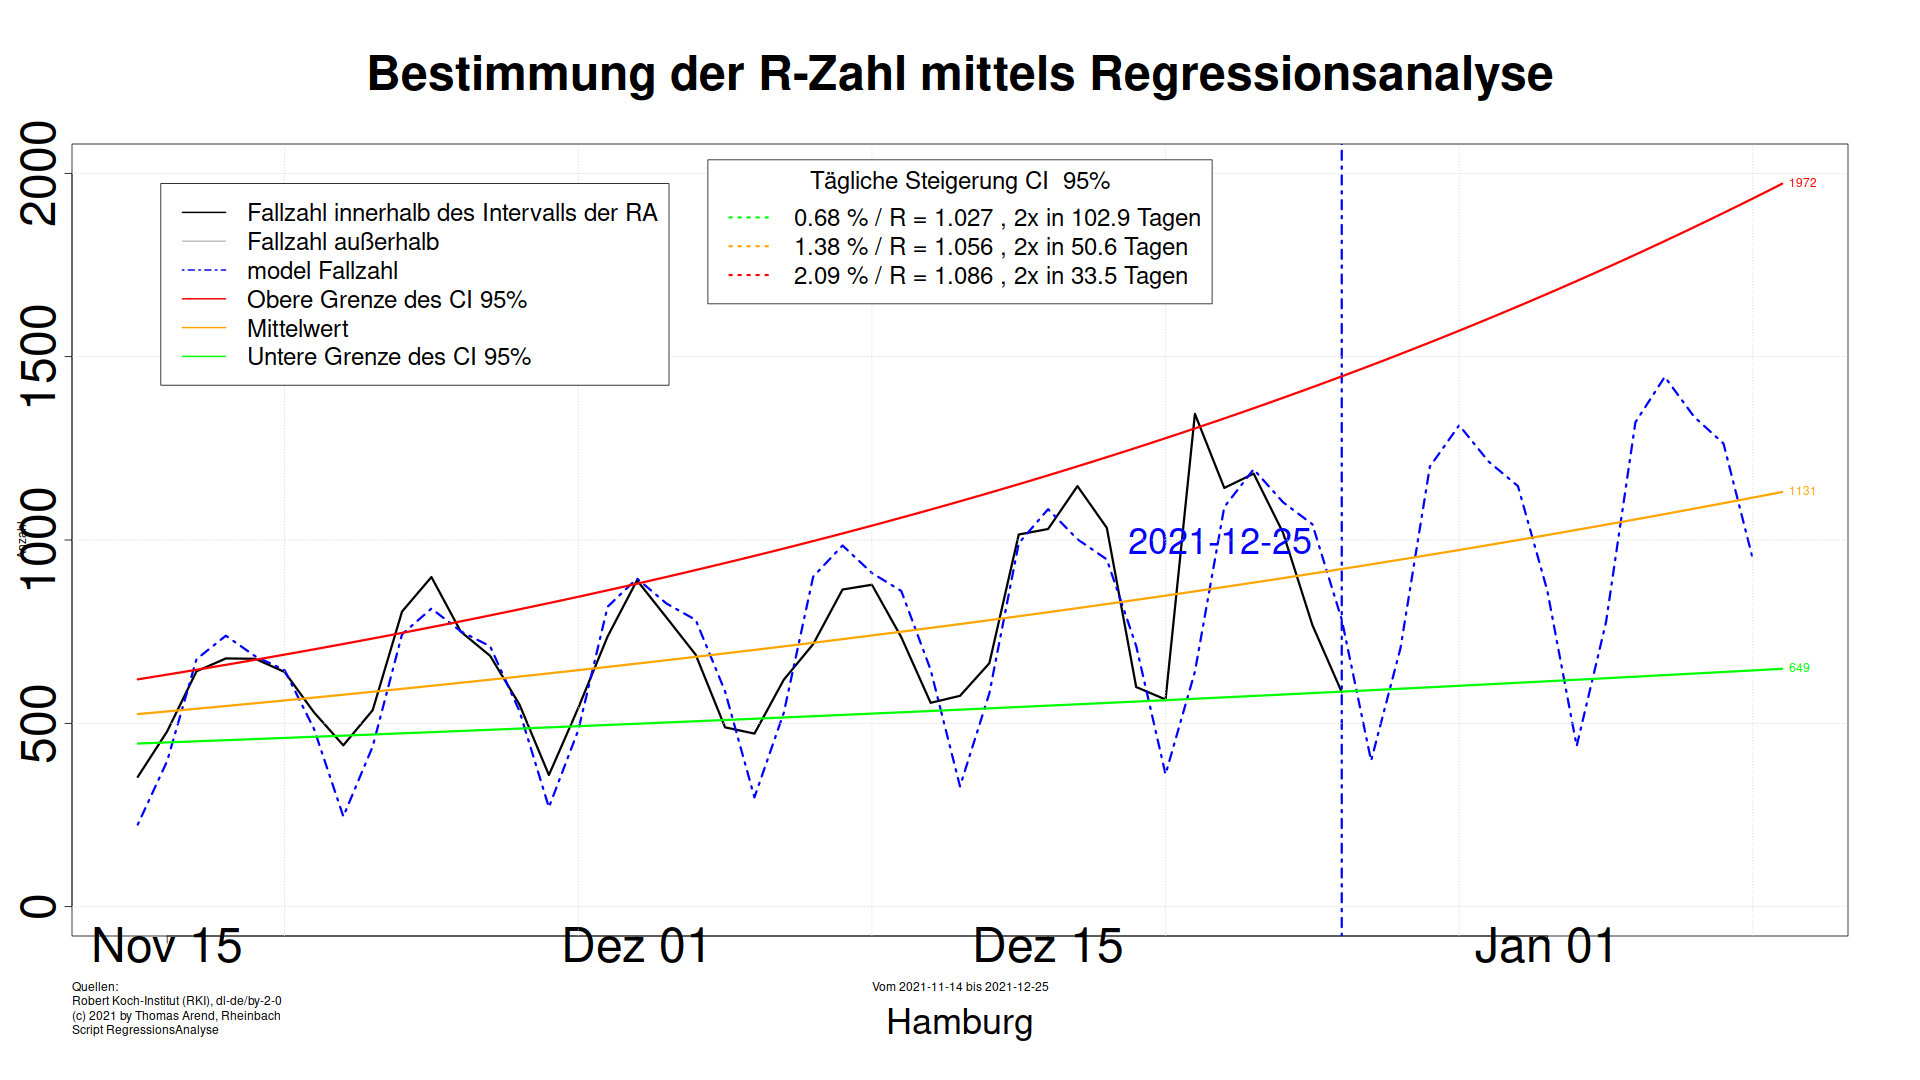 Bestimmung der R-Zahl mittels Regressionsanalyse
2000
1500
1000
500
0
Anzahl
Fallzahl innerhalb des Intervalls der RA
Fallzahl außerhalb
model Fallzahl
Obere Grenze des CI 95%
Mittelwert
Untere Grenze des CI 95%
Tägliche Steigerung CI  95%
0.68 % / R = 1.027 , 2x in 102.9 Tagen
1.38 % / R = 1.056 , 2x in 50.6 Tagen
2.09 % / R = 1.086 , 2x in 33.5 Tagen
1972
1131
649
2021-12-25
Nov 15
Dez 01
Dez 15
Jan 01
Quellen:
Robert Koch-Institut (RKI), dl-de/by-2-0
(c) 2021 by Thomas Arend, Rheinbach
Script RegressionsAnalyse
Vom 2021-11-14 bis 2021-12-25
Hamburg